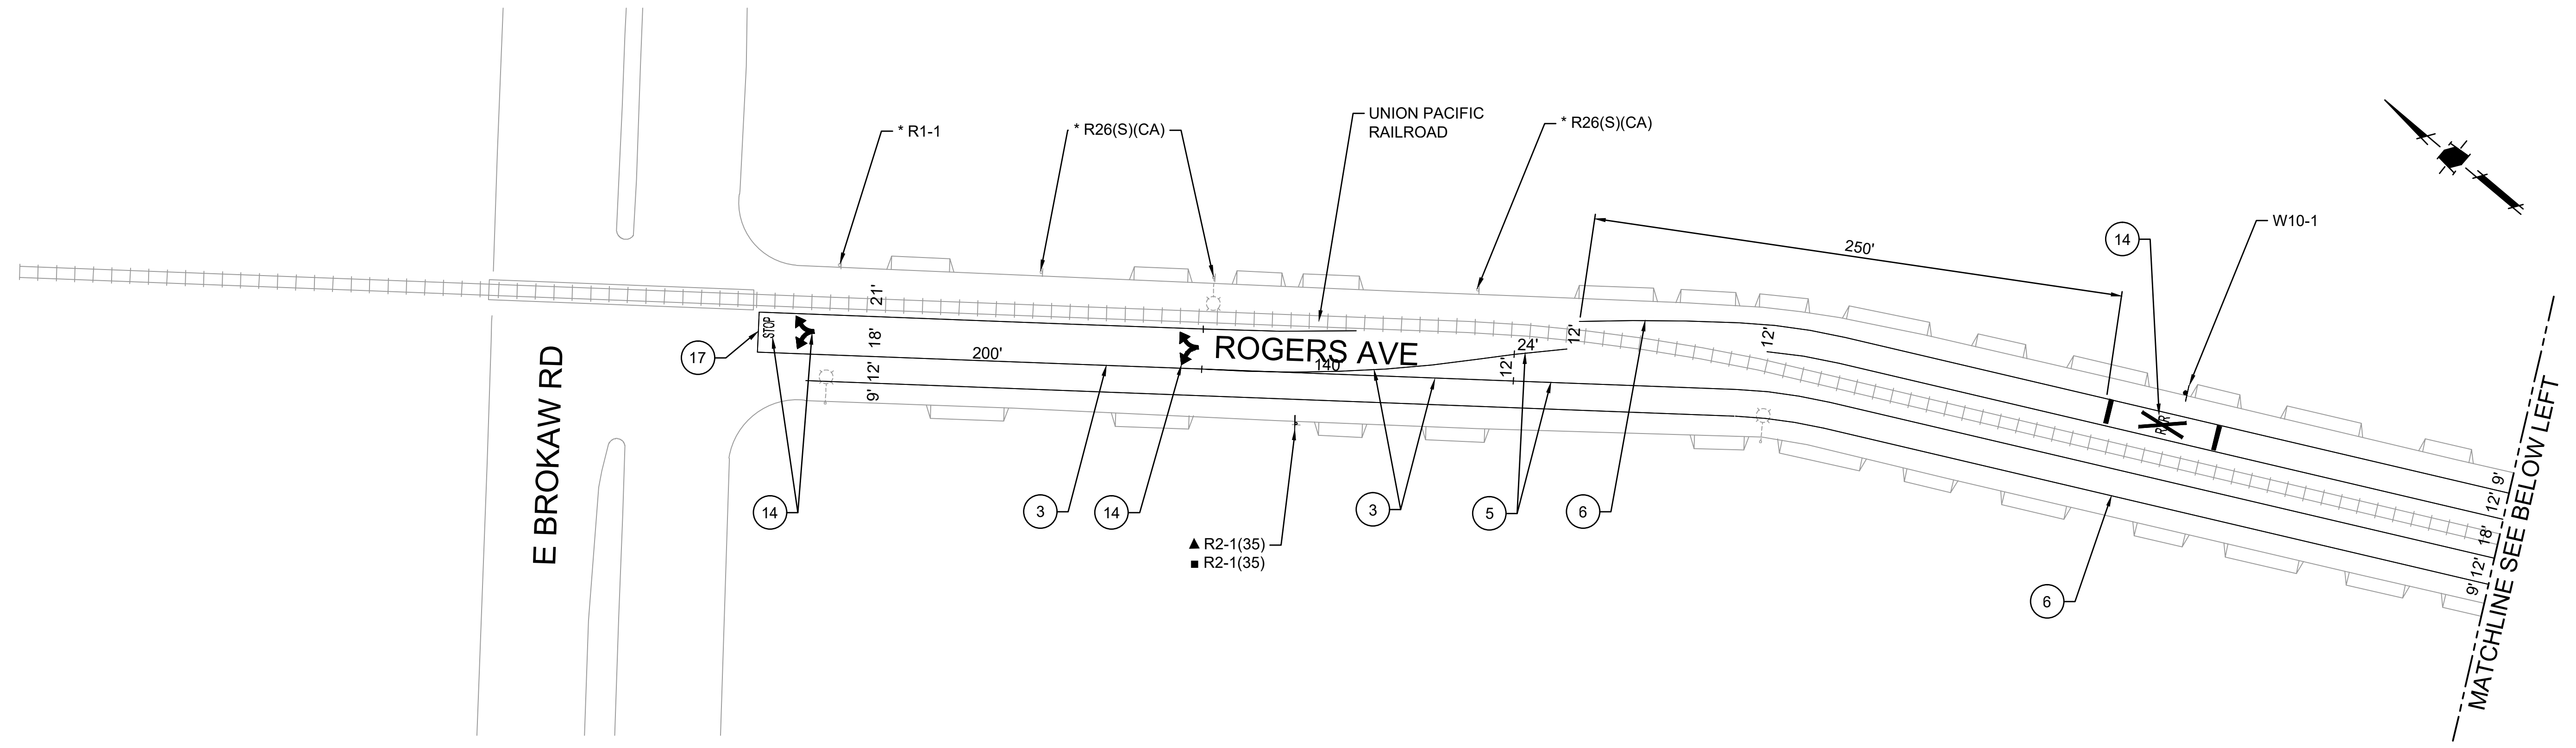 * R1-1
* R26(S)(CA)
UNION PACIFIC
RAILROAD
* R26(S)(CA)
250'
14
W10-1
21'
18'
12'
9'
STOP
200'
ROGERS AVE
140'
24'
12'
12'
12'
17
E BROKAW RD
14
3
14
3
5
6
▲ R2-1(35)
■ R2-1(35)
R R
6
9'
12'
18'
12'
9'
MATCHLINE SEE BELOW LEFT